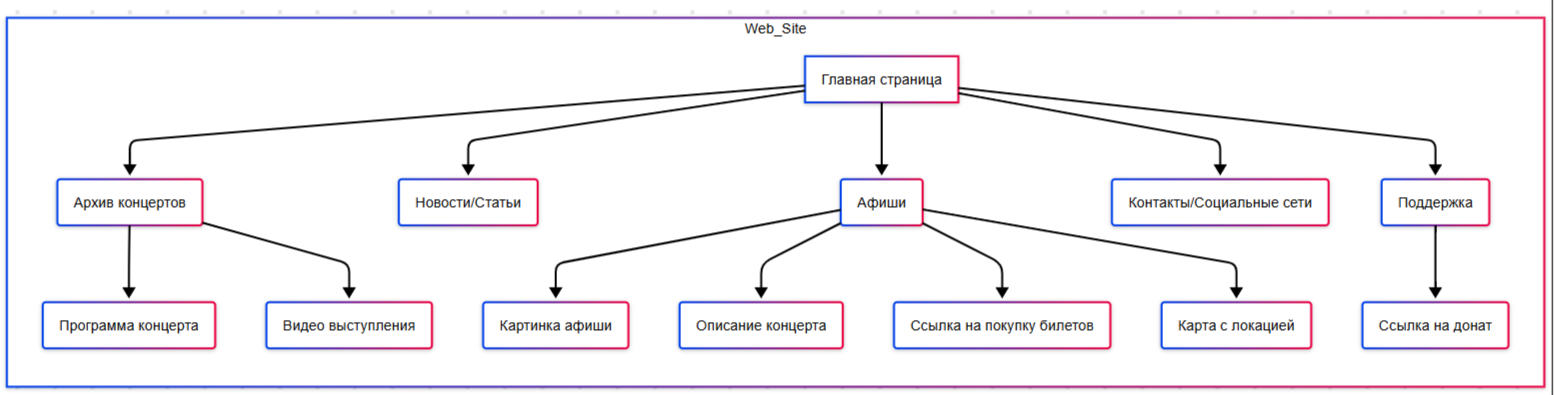 Web_Site
Главная страница
Архив концертов
Новости/Статьи
Афиши
Контакты/Социальные сети
Поддержка
Программа концерта
Видео выступления
Картинка афиши
Описание концерта
Ссылка на покупку билетов
Карта с локацией
Ссылка на донат